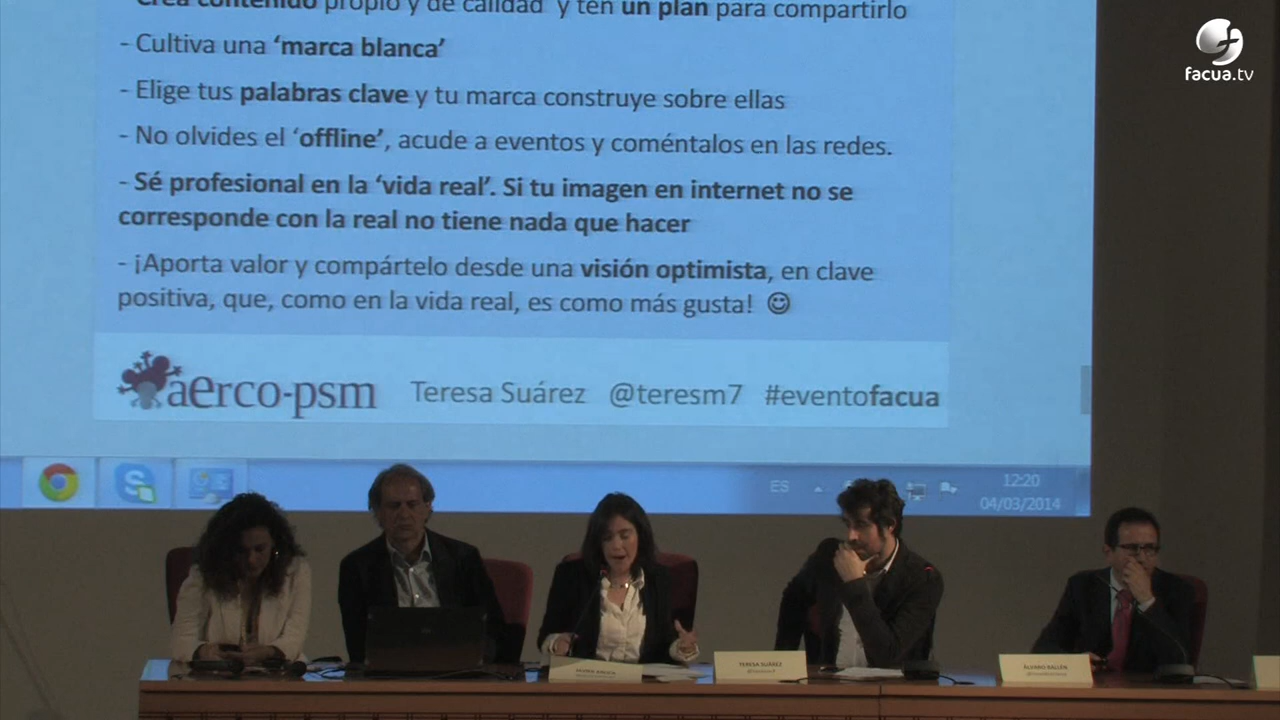 Crea contenido propio y de calidad y ten un plan para compartirlo
facua.tv
- Cultiva una ‘marca blanca’
- Elige tus palabras clave y tu marca construye sobre ellas
- No olvides el ‘offline’, acude a eventos y coméntalos en las redes.
- Sé profesional en la ‘vida real’. Si tu imagen en internet no se
corresponde con la real no tiene nada que hacer
- ¡Aporta valor y compártelo desde una visión optimista, en clave
positiva, que, como en la vida real, es como más gusta! ☺
aerco-psm Teresa Suárez @teresm7 #eventofacua
ES 12:20
04/03/2014
TERESA SUÁREZ
ÁLVARO BALLÉN